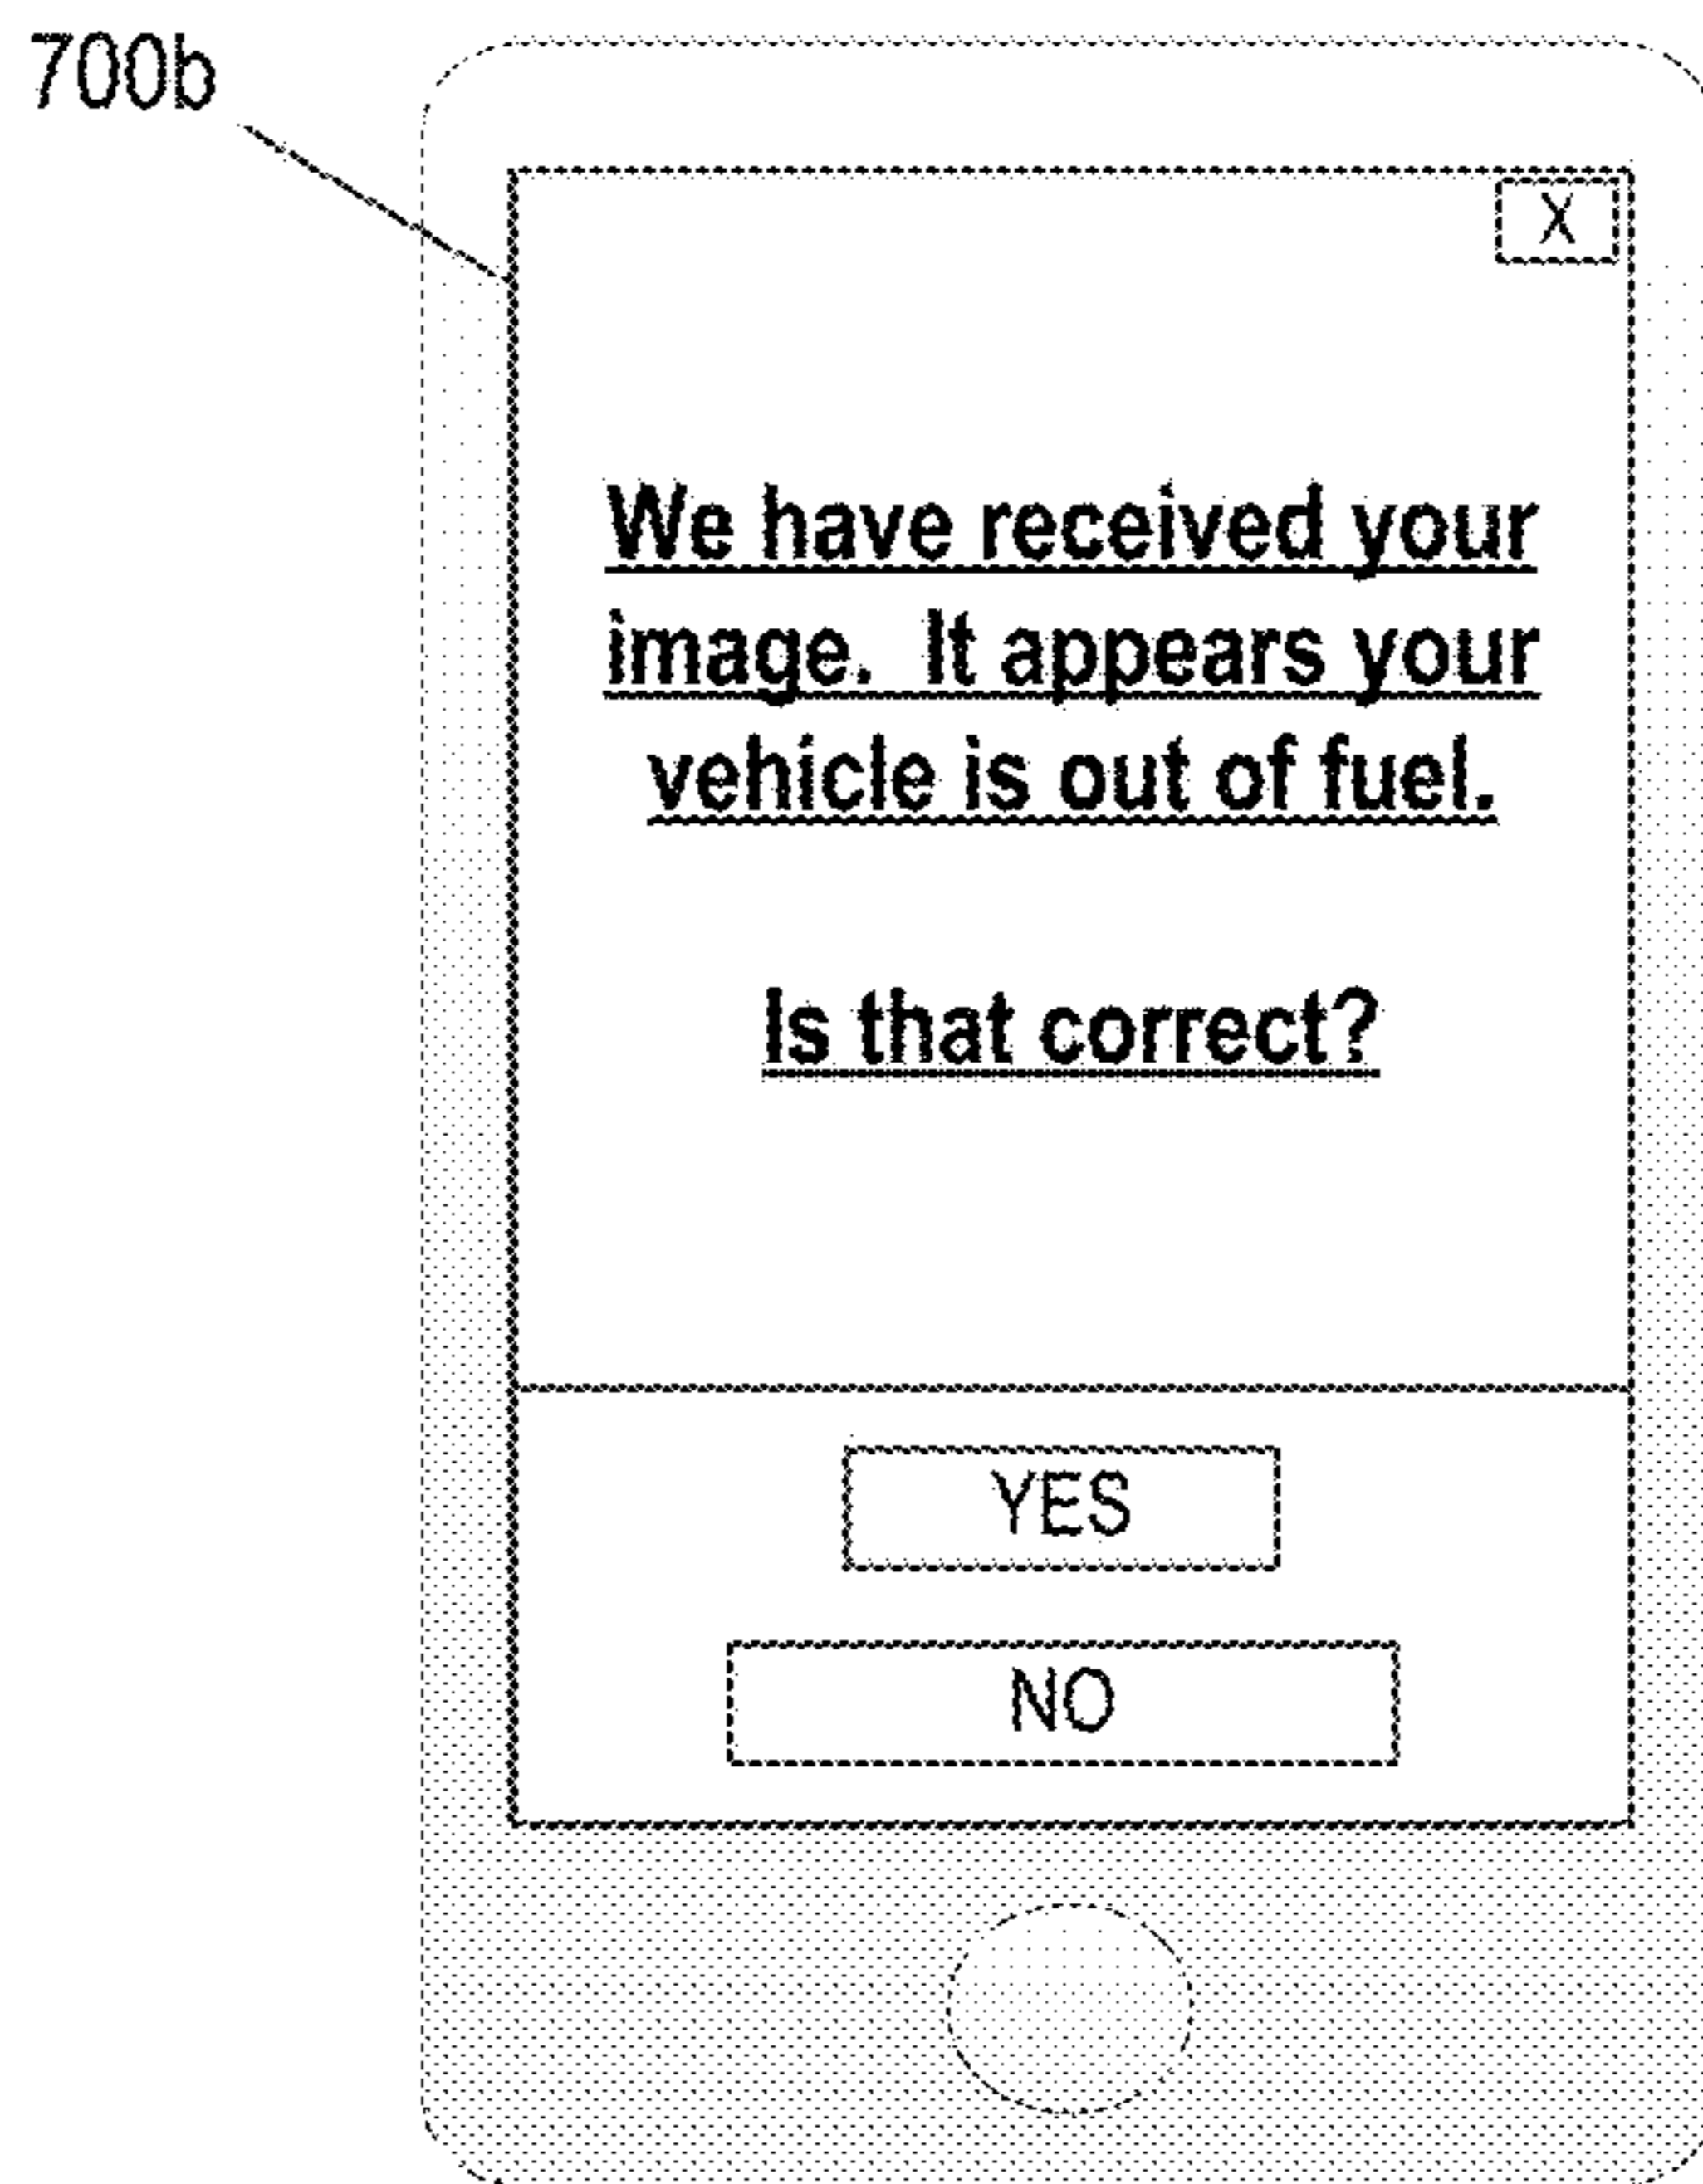 700b
X
We have received your
image.  It appears your
vehicle is out of fuel.
Is that correct?
YES
NO